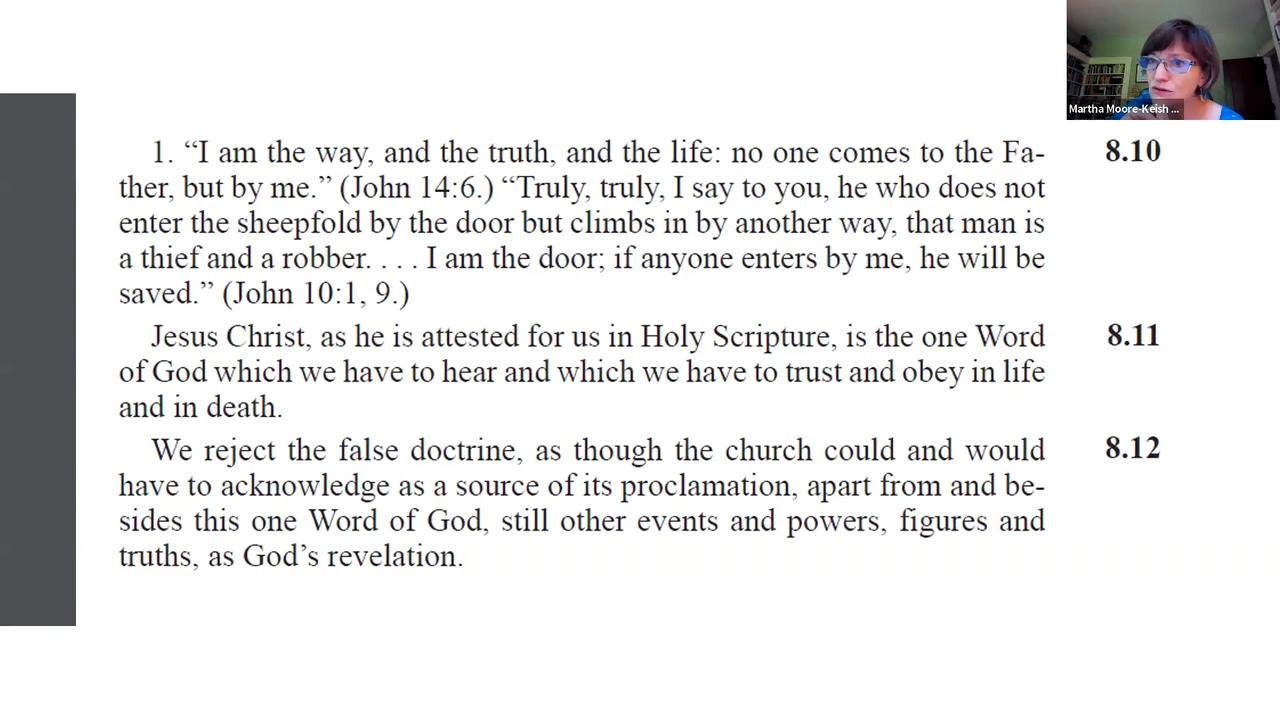 Martha Moore-Keish ...
1. “I am the way, and the truth, and the life: no one comes to the Fa- 8.10
ther, but by me.” (John 14:6.) “Truly, truly, I say to you, he who does not
enter the sheepfold by the door but climbs in by another way, that man is
a thief and a robber. . . . I am the door; if anyone enters by me, he will be
saved.” (John 10:1, 9.)
Jesus Christ, as he is attested for us in Holy Scripture, is the one Word 8.11
of God which we have to hear and which we have to trust and obey in life
and in death.
We reject the false doctrine, as though the church could and would 8.12
have to acknowledge as a source of its proclamation, apart from and be-
sides this one Word of God, still other events and powers, figures and
truths, as God’s revelation.